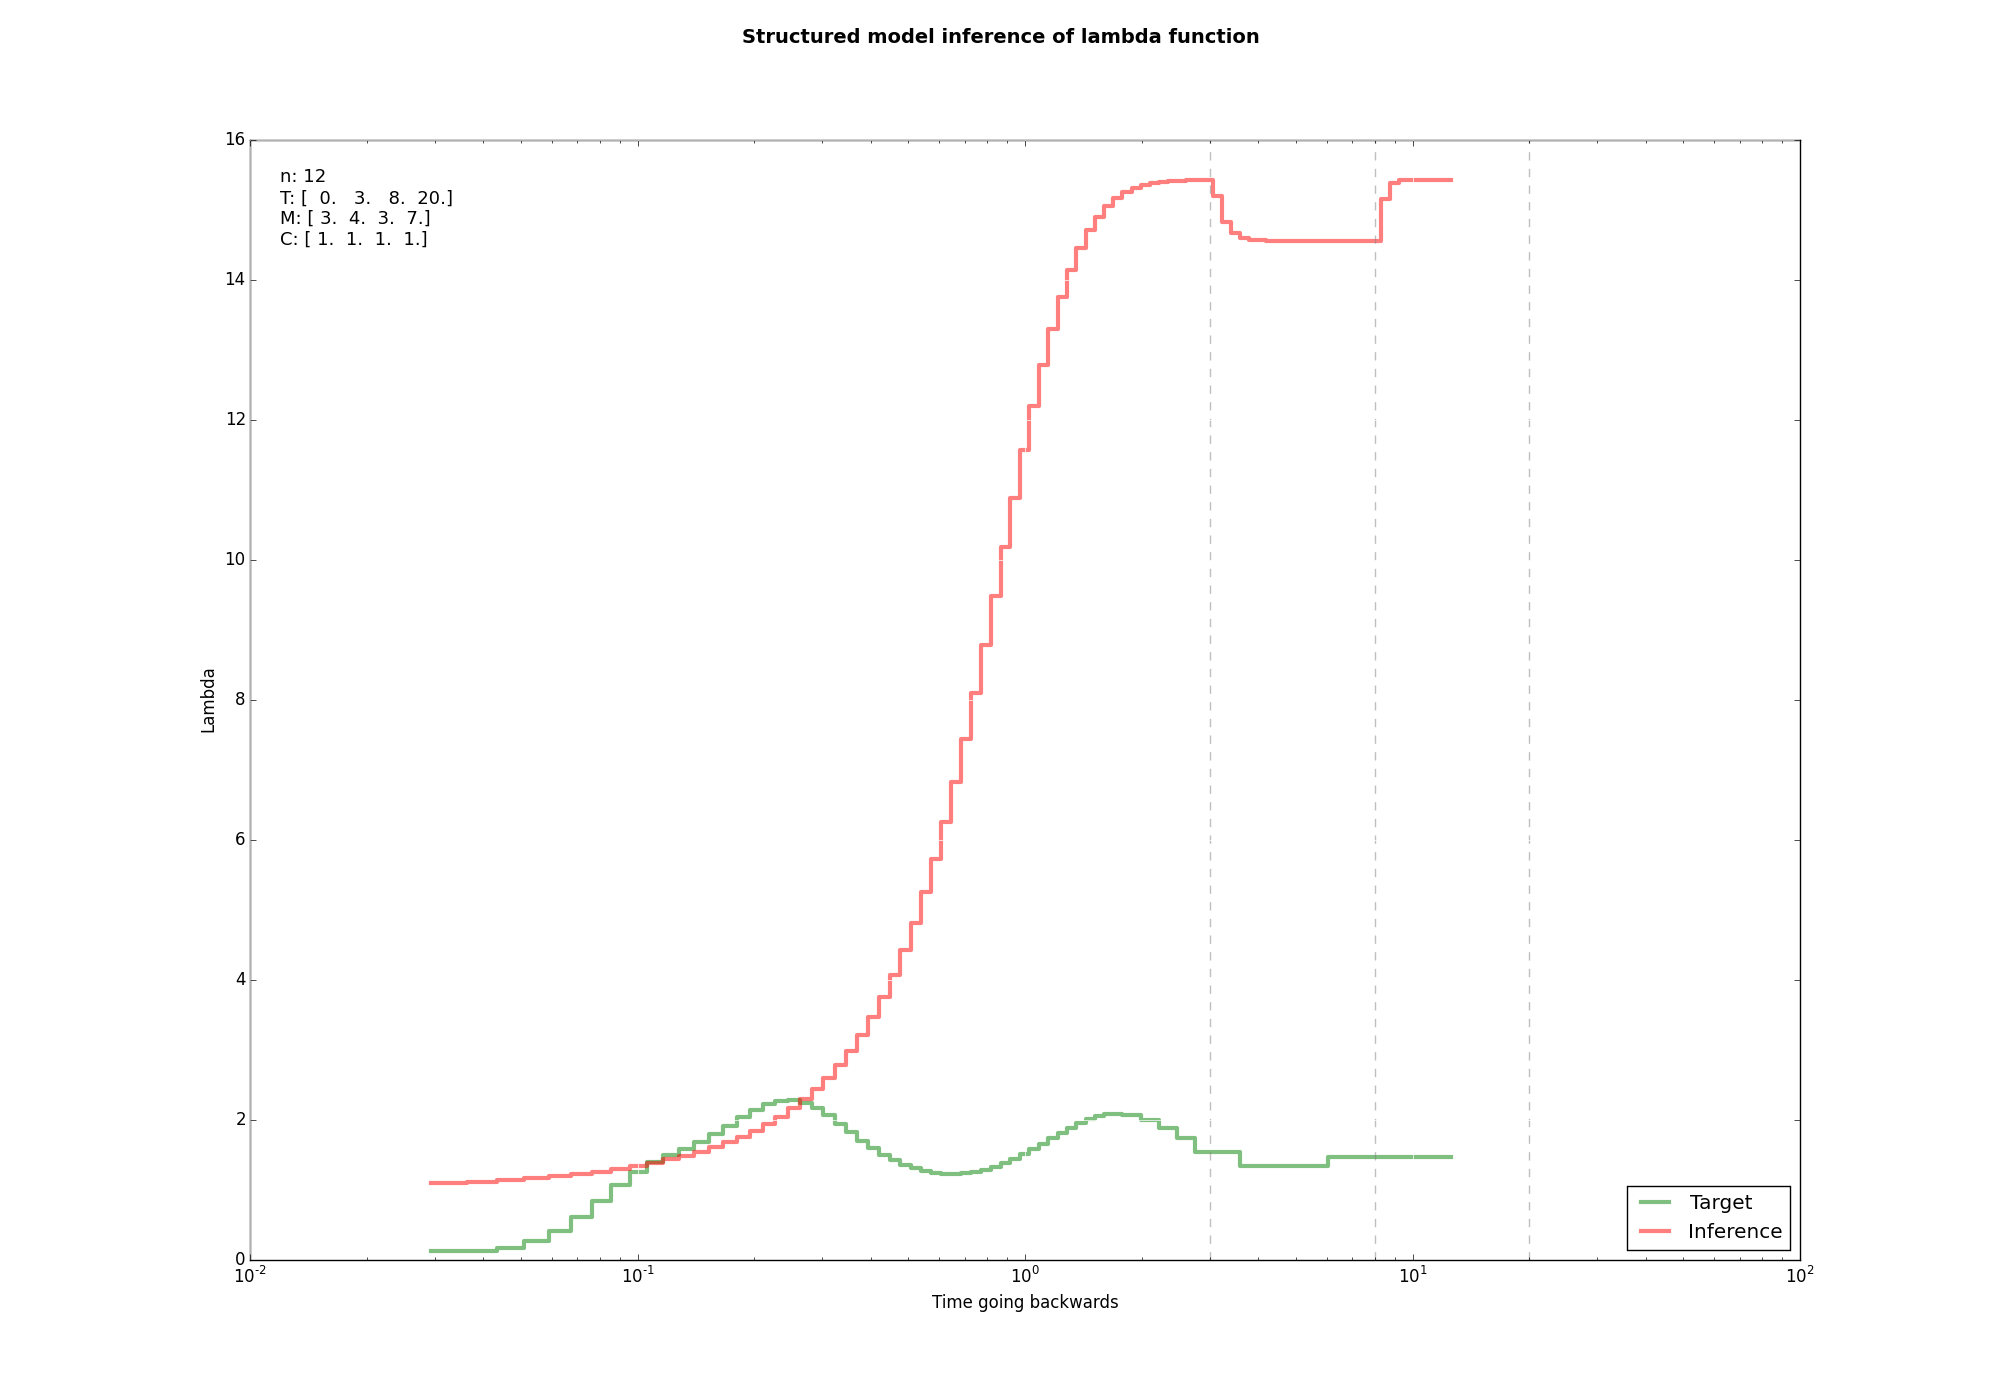 Structured model inference of lambda function
n: 12
T: [  0.   3.   8.  20.]
M: [ 3.  4.  3.  7.]
C: [ 1.  1.  1.  1.]
16
14
12
10
8
6
4
2
0
Lambda
10^-2 10^-1 10^0 10^1 10^2
Time going backwards
Target
Inference